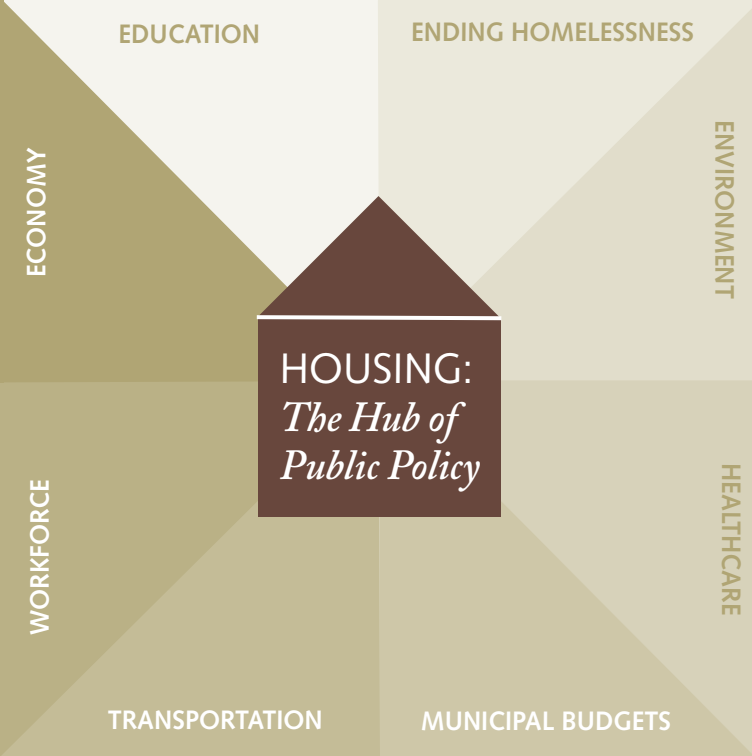 EDUCATION
ENDING HOMELESSNESS
ECONOMY
ENVIRONMENT
HOUSING:
The Hub of
Public Policy
WORKFORCE
HEALTHCARE
TRANSPORTATION
MUNICIPAL BUDGETS